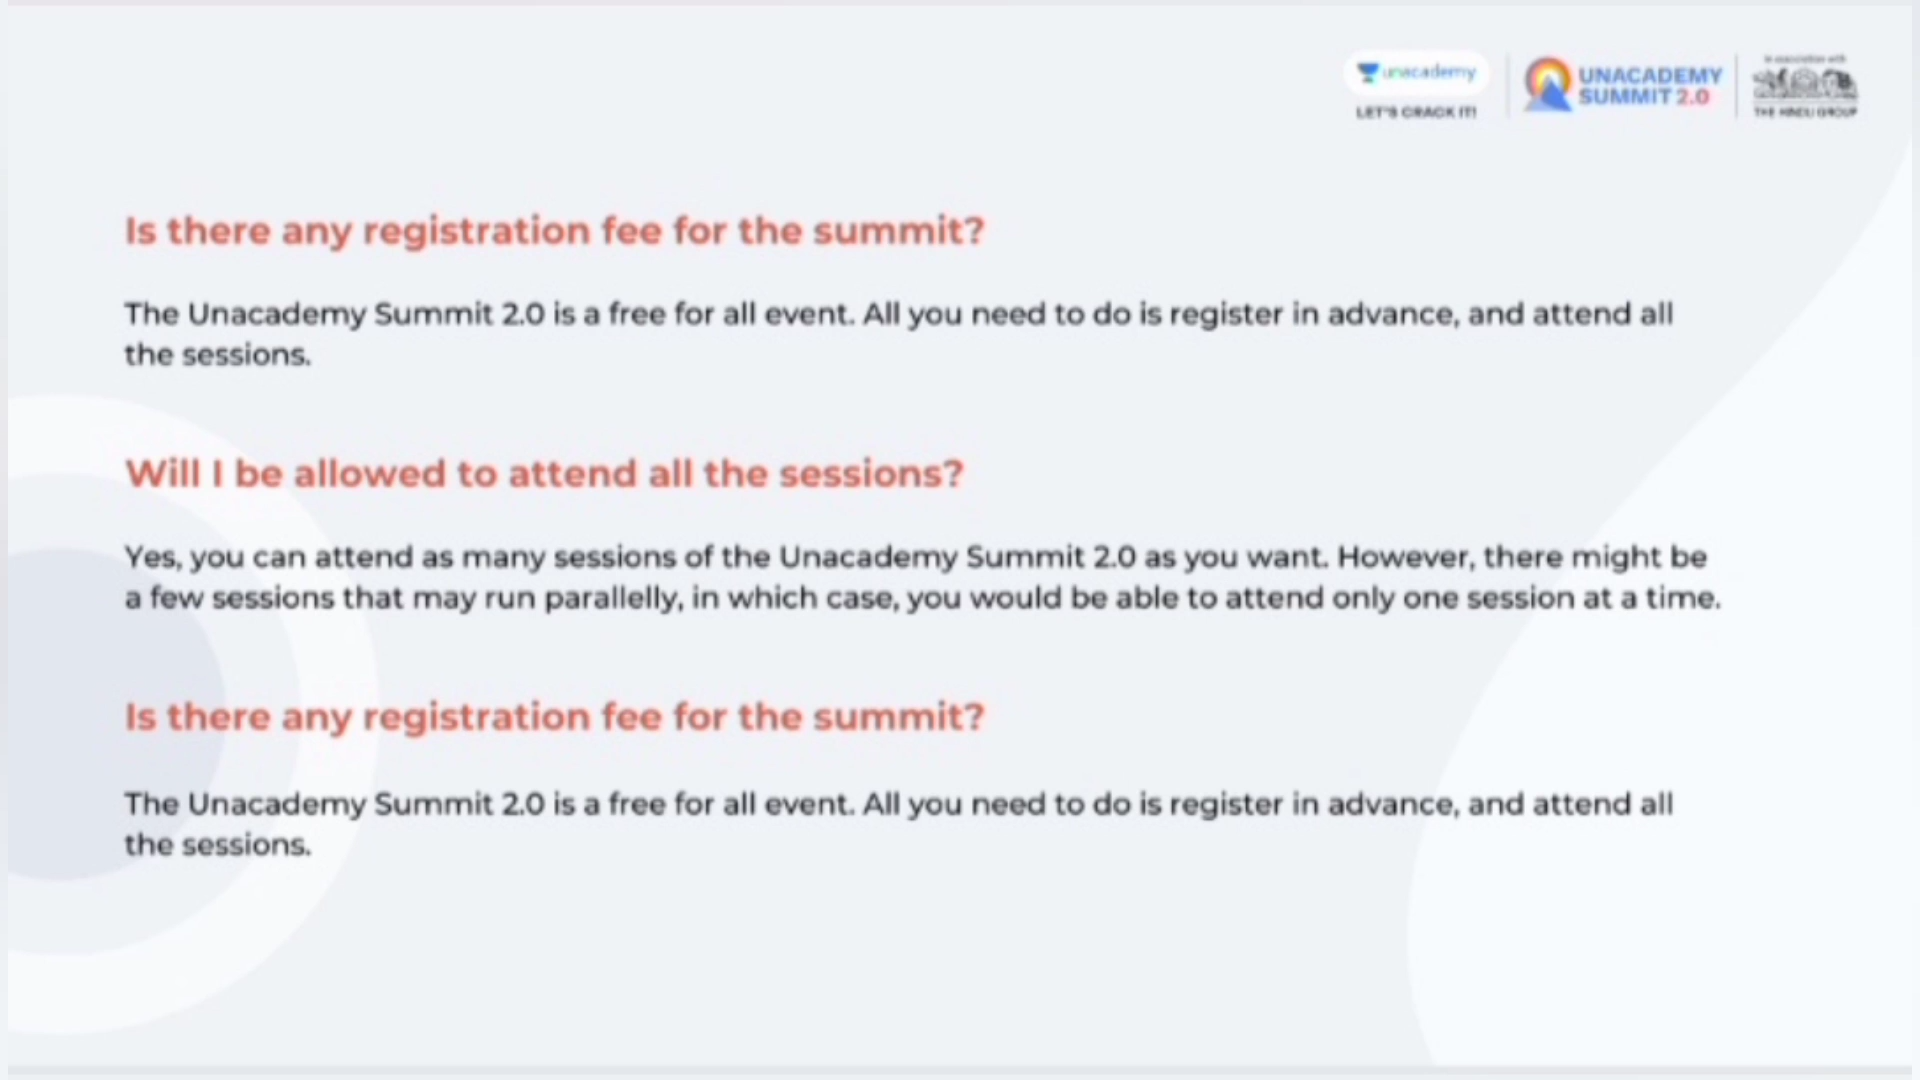 unacademy
LET'S CRACK IT!
UNACADEMY
SUMMIT 2.0
In association with
THE HINDU GROUP
Is there any registration fee for the summit?
The Unacademy Summit 2.0 is a free for all event. All you need to do is register in advance, and attend all
the sessions.
Will I be allowed to attend all the sessions?
Yes, you can attend as many sessions of the Unacademy Summit 2.0 as you want. However, there might be
a few sessions that may run parallelly, in which case, you would be able to attend only one session at a time.
Is there any registration fee for the summit?
The Unacademy Summit 2.0 is a free for all event. All you need to do is register in advance, and attend all
the sessions.